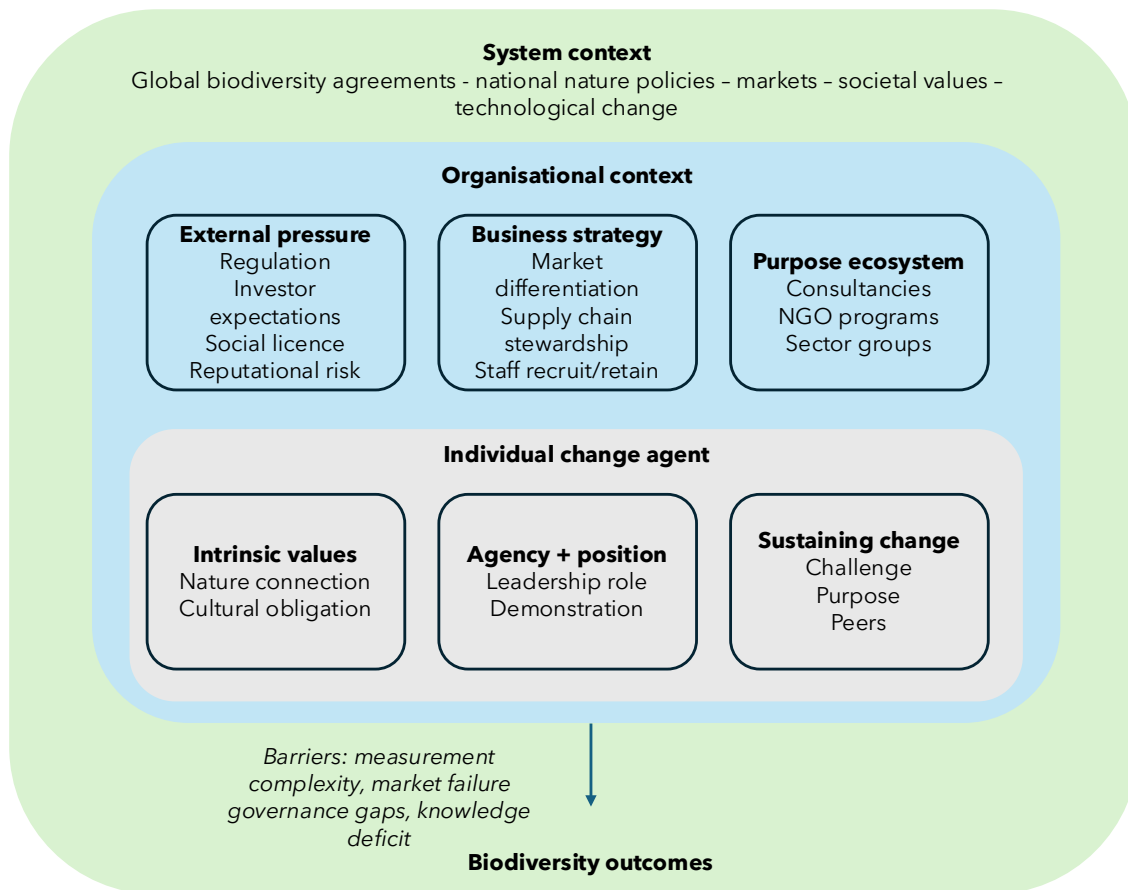 System context
Global biodiversity agreements - national nature policies – markets – societal values –
technological change
Organisational context
External pressure
Regulation
Investor
expectations
Social licence
Reputational risk
Business strategy
Market
differentiation
Supply chain
stewardship
Staff recruit/retain
Purpose ecosystem
Consultancies
NGO programs
Sector groups
Individual change agent
Intrinsic values
Nature connection
Cultural obligation
Agency + position
Leadership role
Demonstration
Sustaining change
Challenge
Purpose
Peers
Barriers: measurement
complexity, market failure
governance gaps, knowledge
deficit
Biodiversity outcomes